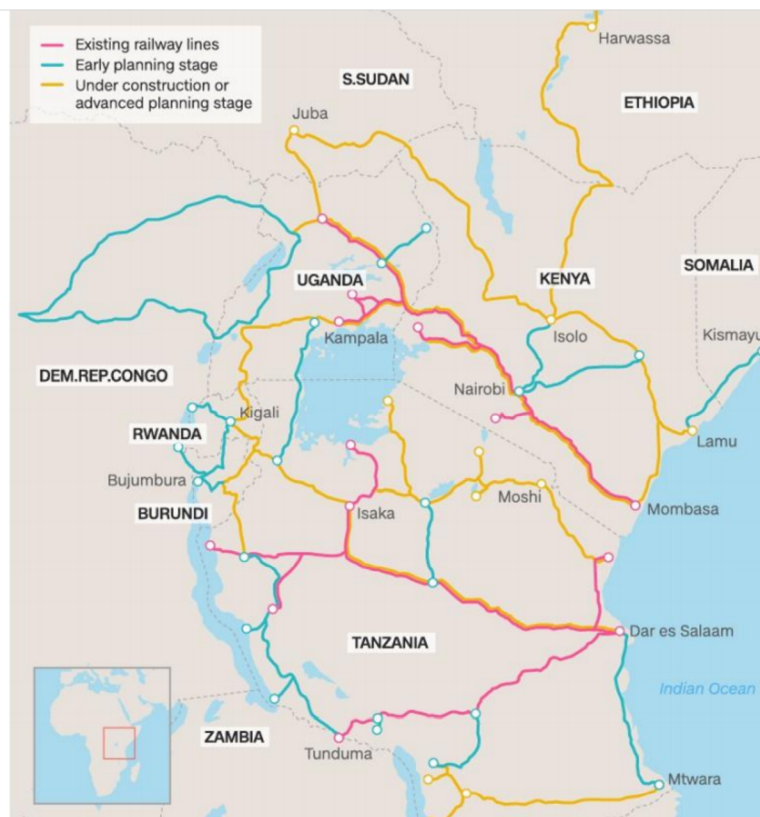 Existing railway lines
Early planning stage
Under construction or
advanced planning stage
Harwassa
S.SUDAN
ETHIOPIA
Juba
UGANDA
KENYA
SOMALIA
Kampala
Isolo
Kismayu
DEM.REP.CONGO
Nairobi
Kigali
RWANDA
Lamu
Bujumbura
Moshi
BURUNDI
Isaka
Mombasa
Dar es Salaam
TANZANIA
Indian Ocean
ZAMBIA
Tunduma
Mtwara